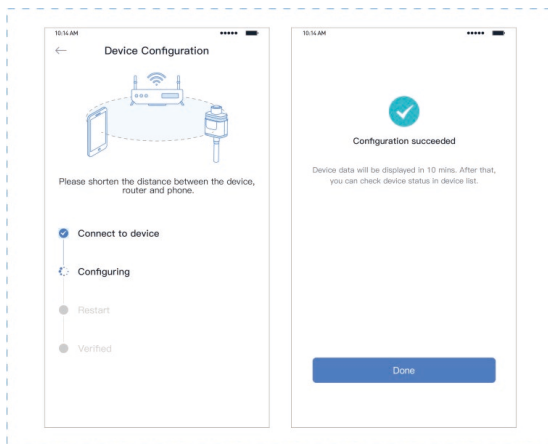 10:14 AM
Device Configuration
Please shorten the distance between the device,
router and phone.
Connect to device
Configuring
Restart
Verified
10:14 AM
Configuration succeeded
Device data will be displayed in 10 mins. After that,
you can check device status in device list.
Done